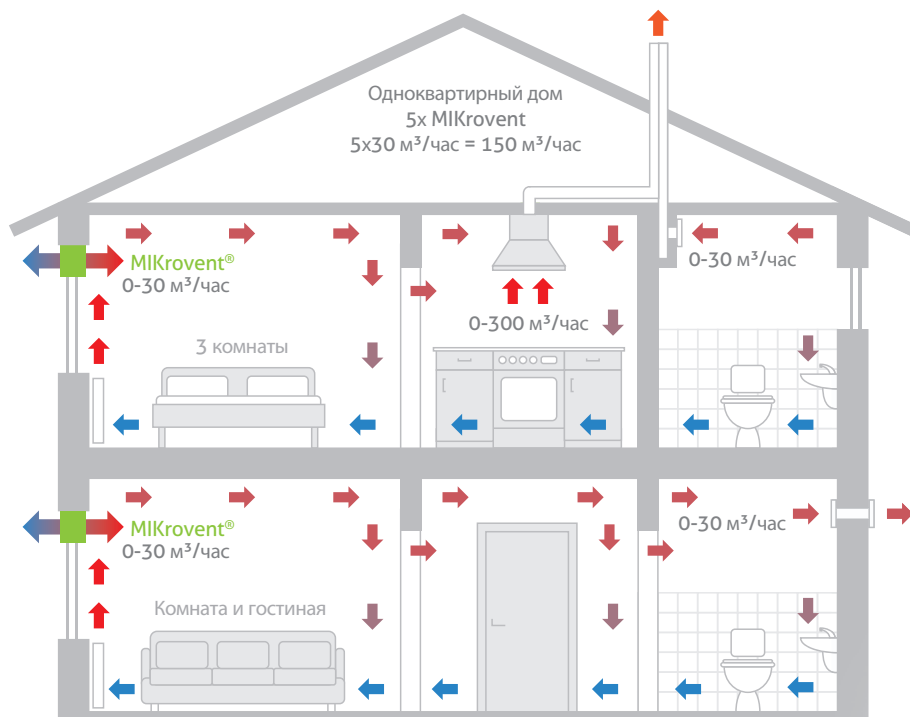 Одноквартирный дом
5x MIKrovent
5x30 м³/час = 150 м³/час
MIKrovent®
0-30 м³/час
0-30 м³/час
0-300 м³/час
3 комнаты
MIKrovent®
0-30 м³/час
0-30 м³/час
Комната и гостиная